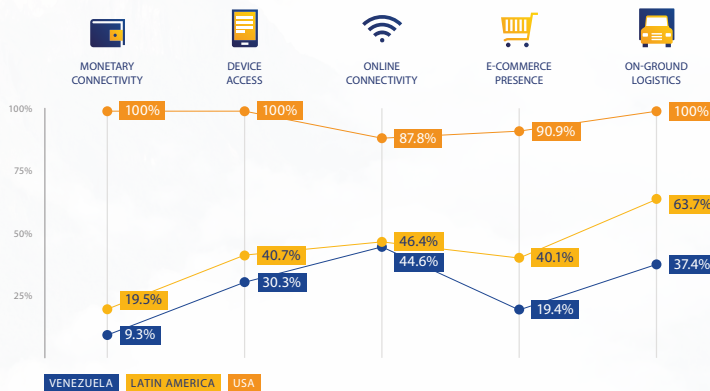 MONETARY
CONNECTIVITY
DEVICE
ACCESS
ONLINE
CONNECTIVITY
E-COMMERCE
PRESENCE
ON-GROUND
LOGISTICS
100%
75%
50%
25%
100%
100%
87.8%
90.9%
100%
19.5%
40.7%
46.4%
40.1%
63.7%
9.3%
30.3%
44.6%
19.4%
37.4%
VENEZUELA
LATIN AMERICA
USA